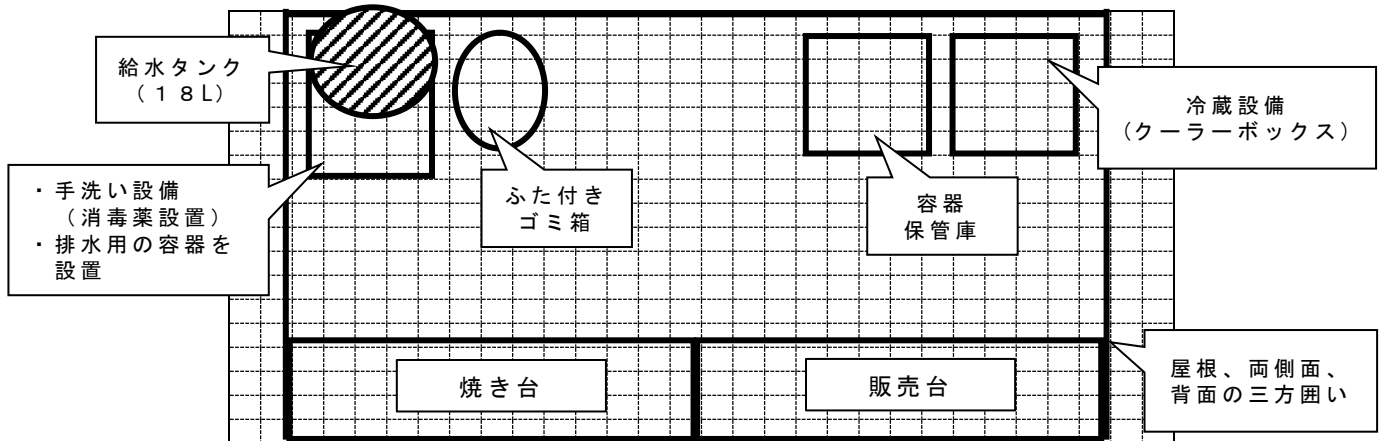 給水タンク
（１８L）
・手洗い設備
（消毒薬設置）
・排水用の容器を
設置
ふた付き
ゴミ箱
容器
保管庫
冷蔵設備
（クーラーボックス）
焼き台
販売台
屋根、両側面、
背面の三方囲い